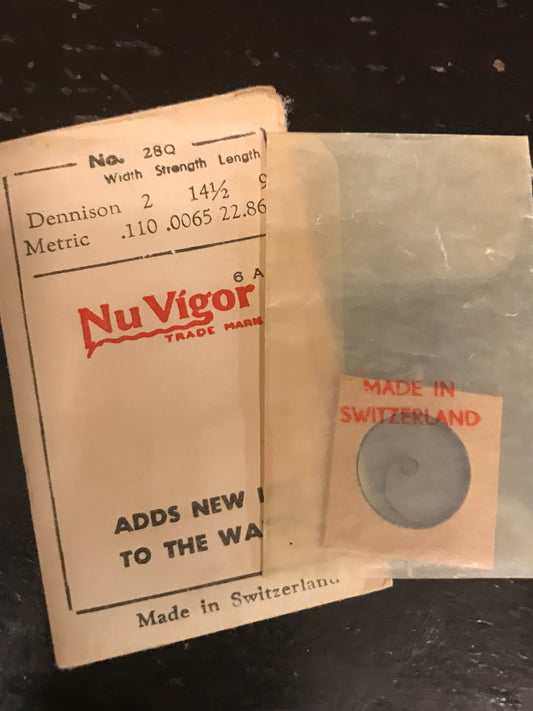 No. 2BQ
Width Strength Length
Dennison 2 14½ 9
Metric .110 .0065 22.86
6 A
Nu Vigor
TRADE MARK
ADDS NEW
TO THE WA
Made in Switzerland
MADE IN
SWITZERLAND